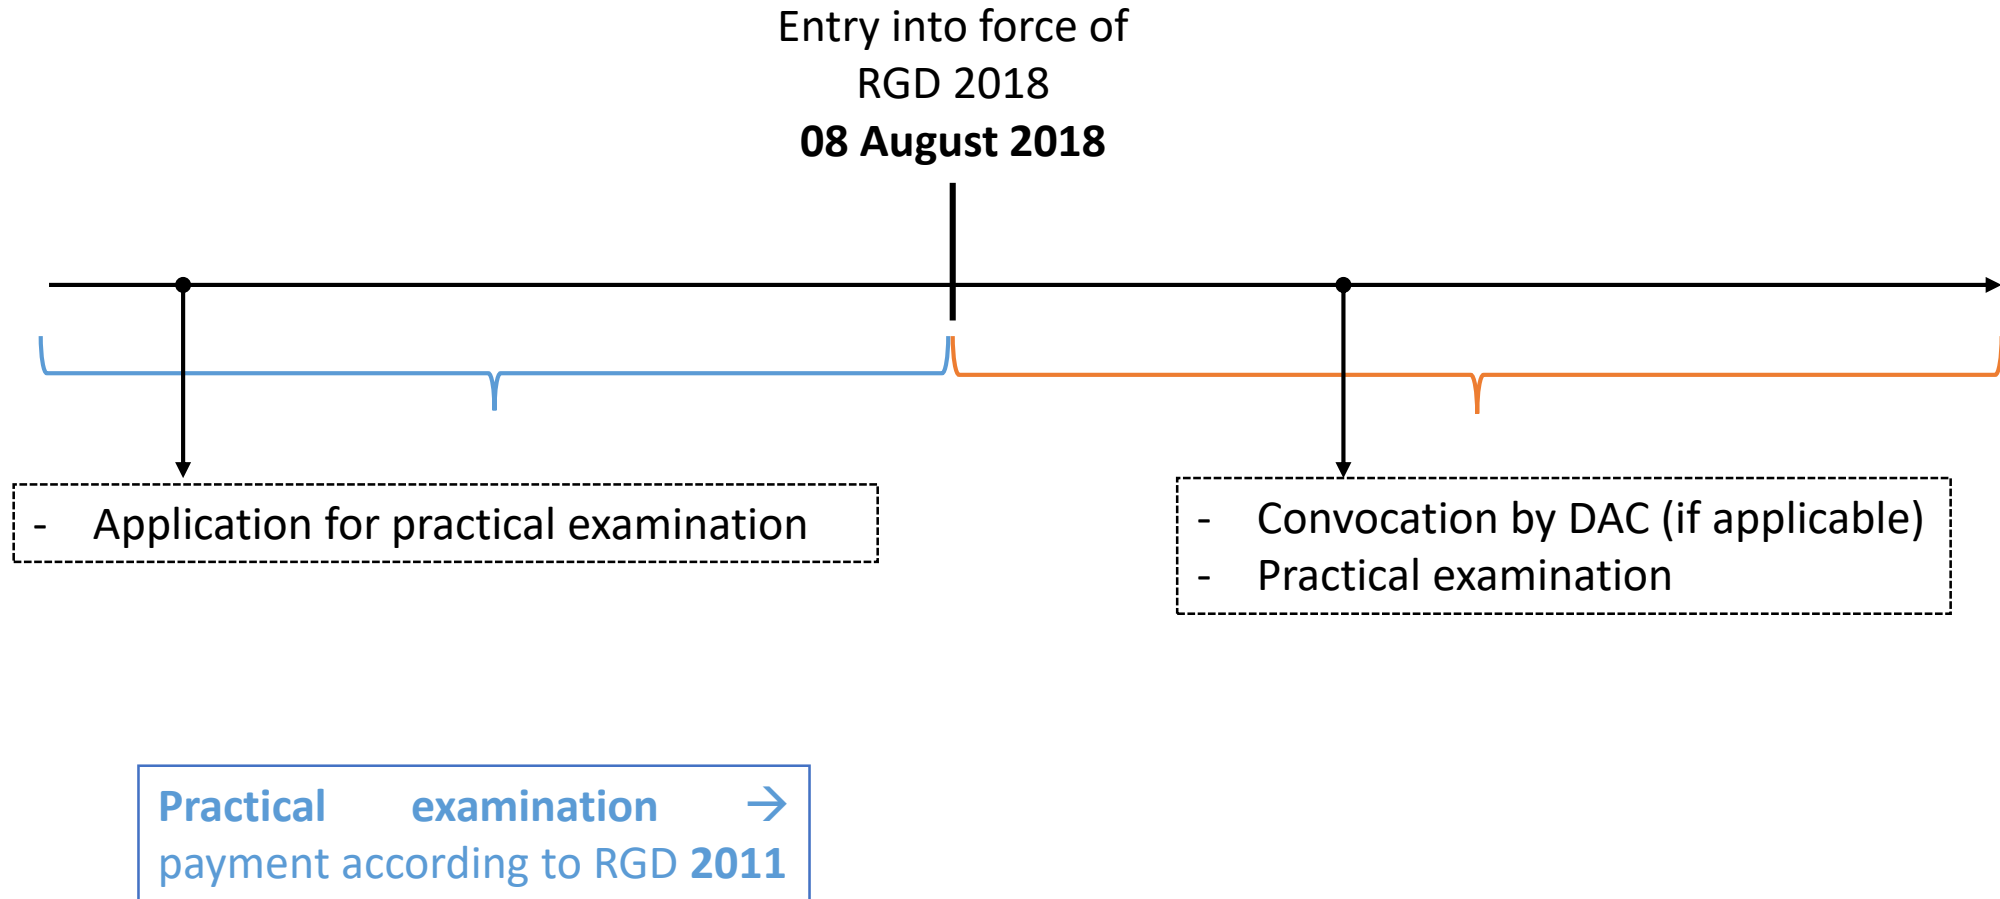 Entry into force of
RGD 2018
08 August 2018
- Application for practical examination
- Convocation by DAC (if applicable)
- Practical examination
Practical examination →
payment according to RGD 2011